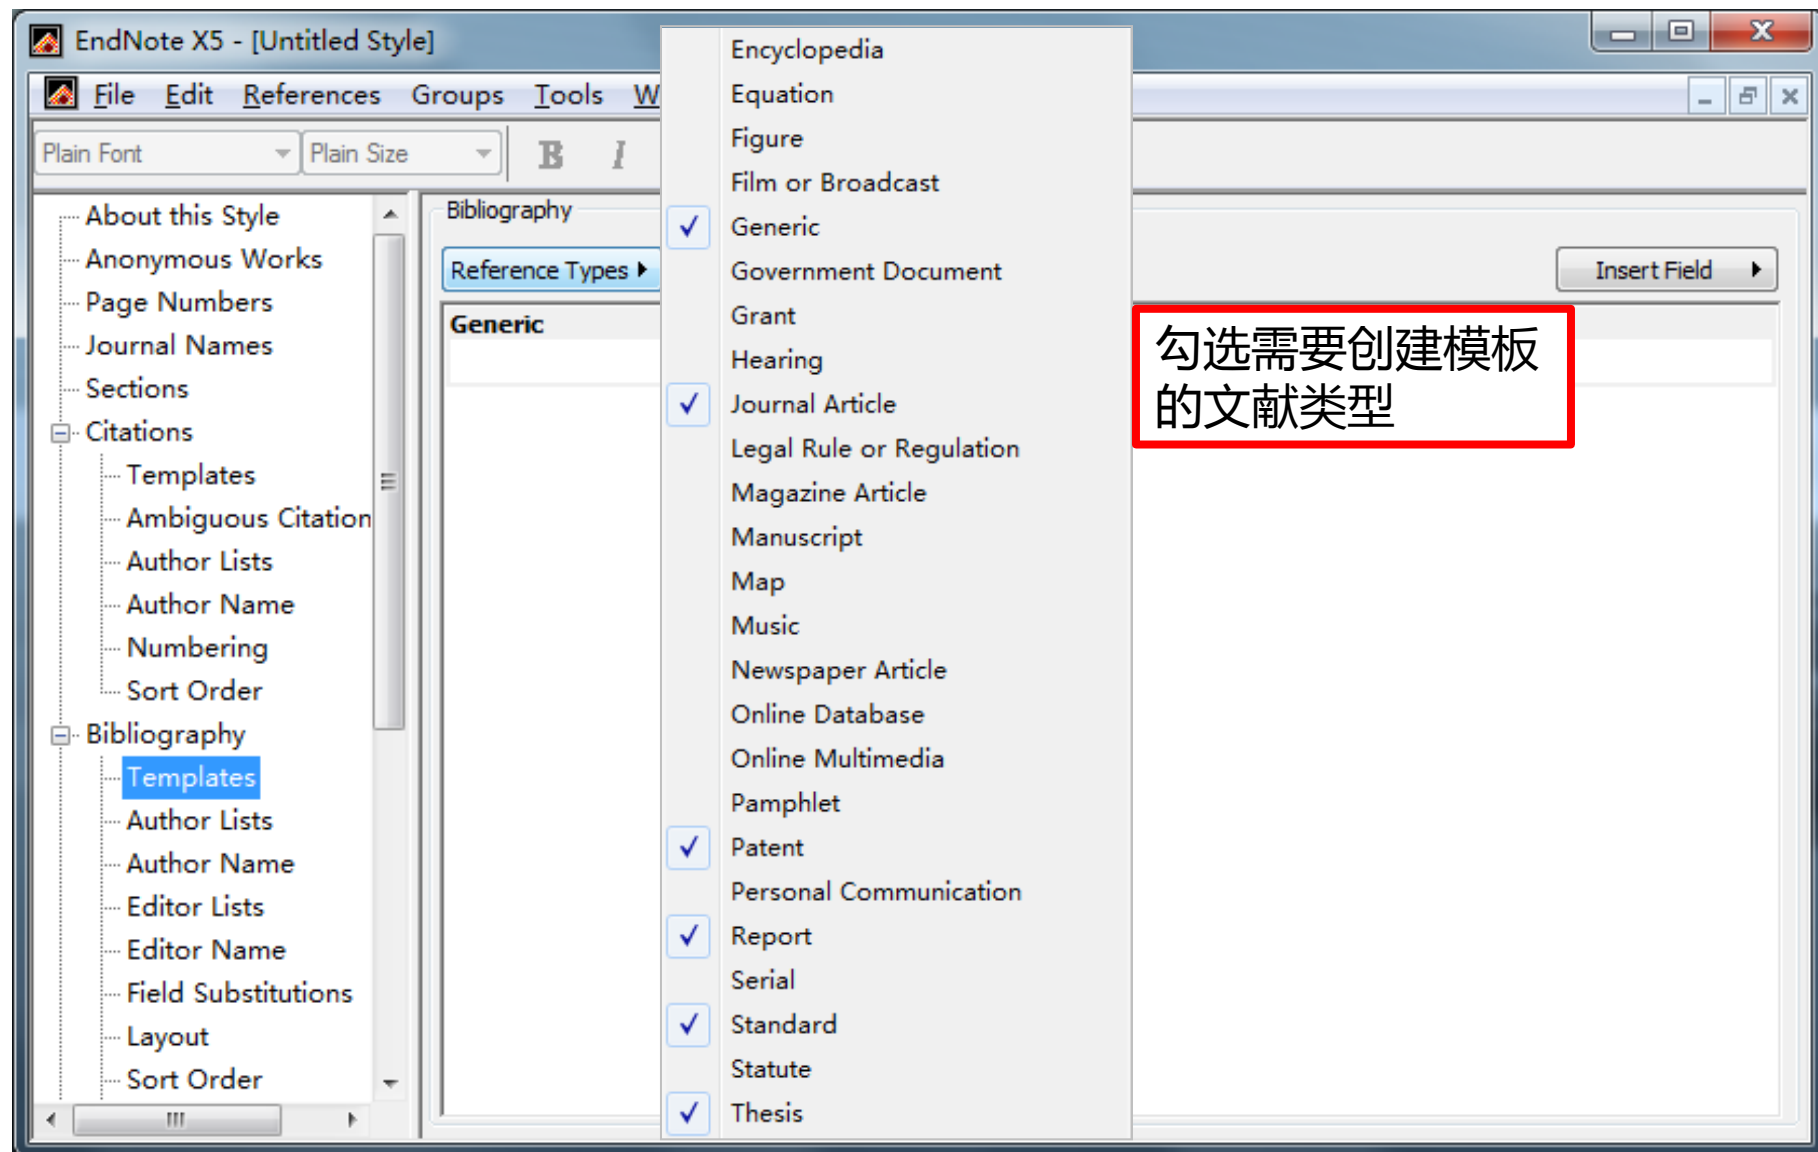 EndNote X5 - [Untitled Style]
File Edit References Groups Tools W
Plain Font Plain Size B I
About this Style
Anonymous Works
Page Numbers
Journal Names
Sections
Citations
Templates
Ambiguous Citation
Author Lists
Author Name
Numbering
Sort Order
Bibliography
Templates
Author Lists
Author Name
Editor Lists
Editor Name
Field Substitutions
Layout
Sort Order
Bibliography
Reference Types
Insert Field
Generic
Encyclopedia
Equation
Figure
Film or Broadcast
Generic
Government Document
Grant
Hearing
Journal Article
Legal Rule or Regulation
Magazine Article
Manuscript
Map
Music
Newspaper Article
Online Database
Online Multimedia
Pamphlet
Patent
Personal Communication
Report
Serial
Standard
Statute
Thesis
勾选需要创建模板
的文献类型